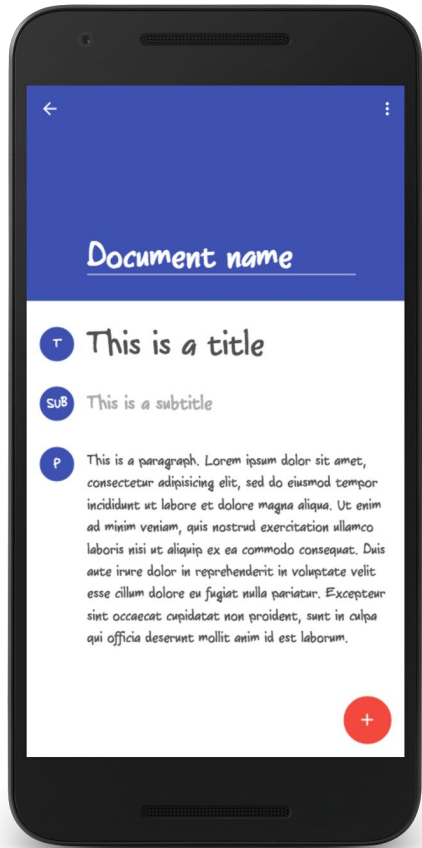 Document name
T This is a title
SUB This is a subtitle
P This is a paragraph. Lorem ipsum dolor sit amet,
consectetur adipisicing elit, sed do eiusmod tempor
incididunt ut labore et dolore magna aliqua. Ut enim
ad minim veniam, quis nostrud exercitation ullamco
laboris nisi ut aliquip ex ea commodo consequat. Duis
aute irure dolor in reprehenderit in voluptate velit
esse cillum dolore eu fugiat nulla pariatur. Excepteur
sint occaecat cupidatat non proident, sunt in culpa
qui officia deserunt mollit anim id est laborum.
+